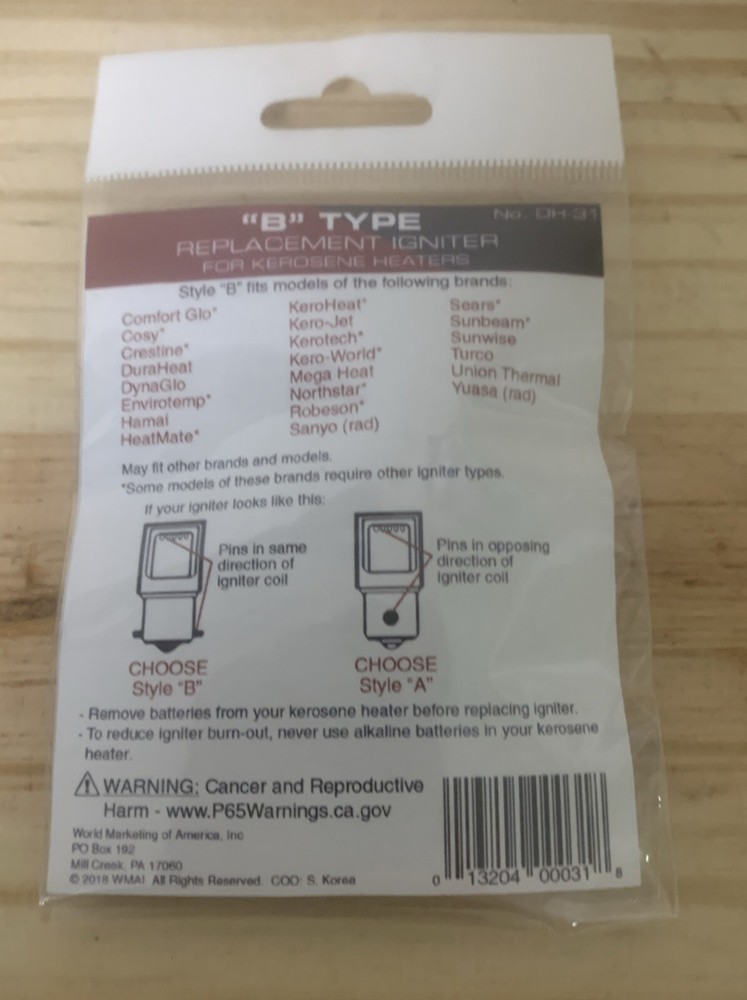 "B" TYPE
No. DH-31
REPLACEMENT IGNITER
FOR KEROSENE HEATERS
Style "B" fits models of the following brands:
Comfort Glo*
Cosy*
Crestine*
DuraHeat
DynaGlo
Envirotemp*
Hamai
HeatMate*
KeroHeat*
Kero-Jet
Kerotech*
Kero-World*
Mega Heat
Northstar*
Robeson*
Sanyo (rad)
Sears*
Sunbeam*
Sunwise
Turco
Union Thermal
Yuasa (rad)
May fit other brands and models.
*Some models of these brands require other igniter types.
If your igniter looks like this:
Pins in same
direction of
igniter coil
CHOOSE
Style "B"
Pins in opposing
direction of
igniter coil
CHOOSE
Style "A"
- Remove batteries from your kerosene heater before replacing igniter.
- To reduce igniter burn-out, never use alkaline batteries in your kerosene
heater.
WARNING: Cancer and Reproductive
Harm - www.P65Warnings.ca.gov
World Marketing of America, Inc
PO Box 192
Mill Creek, PA 17060
© 2018 WMAI All Rights Reserved COO: S. Korea
0 13204 00031 8